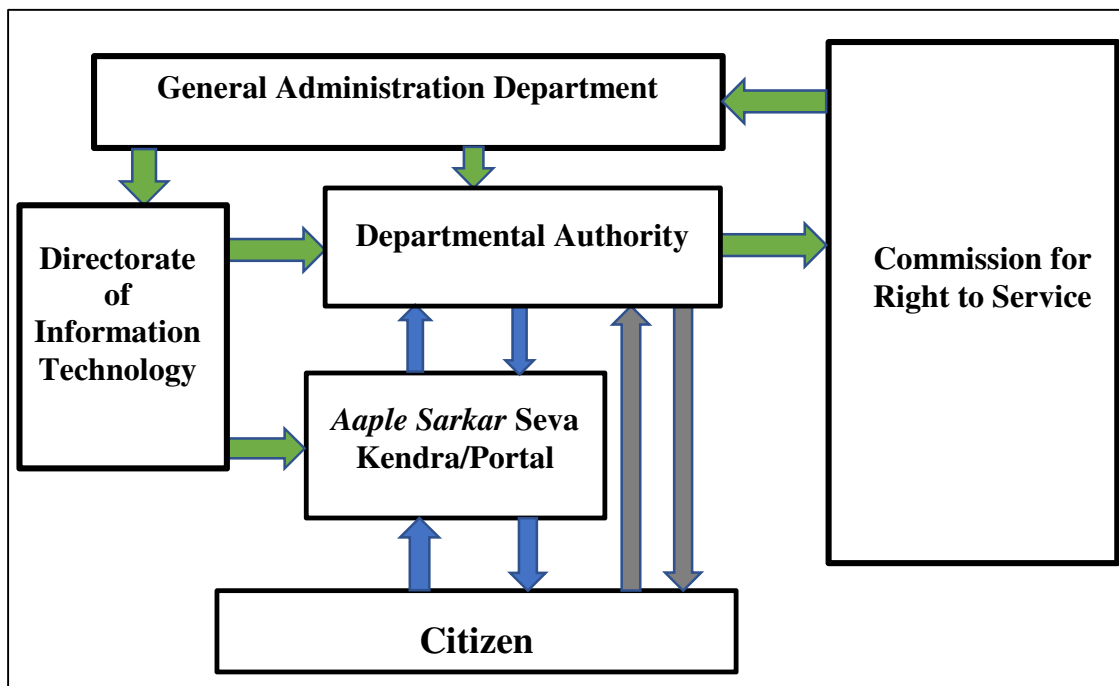 General Administration Department
Departmental Authority
Directorate
of
Information
Technology
Commission for
Right to Service
Aaple Sarkar Seva
Kendra/Portal
Citizen